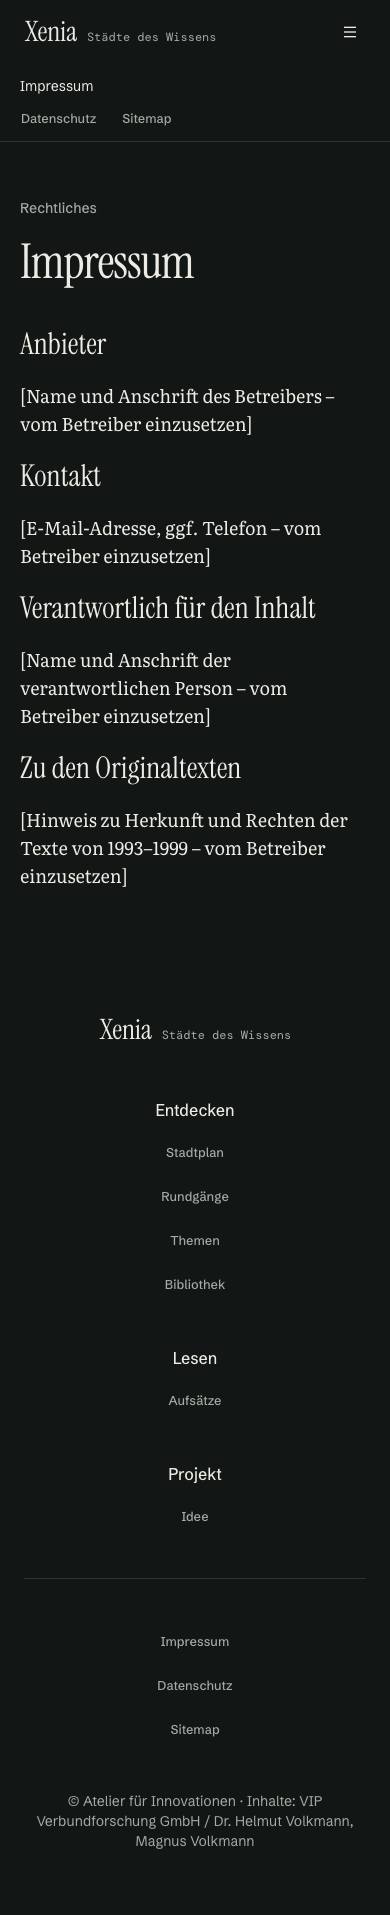 Xenia Städte des Wissens
Impressum
Datenschutz Sitemap
Rechtliches
Impressum
Anbieter
[Name und Anschrift des Betreibers –
vom Betreiber einzusetzen]
Kontakt
[E-Mail-Adresse, ggf. Telefon – vom
Betreiber einzusetzen]
Verantwortlich für den Inhalt
[Name und Anschrift der
verantwortlichen Person – vom
Betreiber einzusetzen]
Zu den Originaltexten
[Hinweis zu Herkunft und Rechten der
Texte von 1993–1999 – vom Betreiber
einzusetzen]
Xenia Städte des Wissens
Entdecken
Stadtplan
Rundgänge
Themen
Bibliothek
Lesen
Aufsätze
Projekt
Idee
Impressum
Datenschutz
Sitemap
© Atelier für Innovationen · Inhalte: VIP
Verbundforschung GmbH / Dr. Helmut Volkmann,
Magnus Volkmann